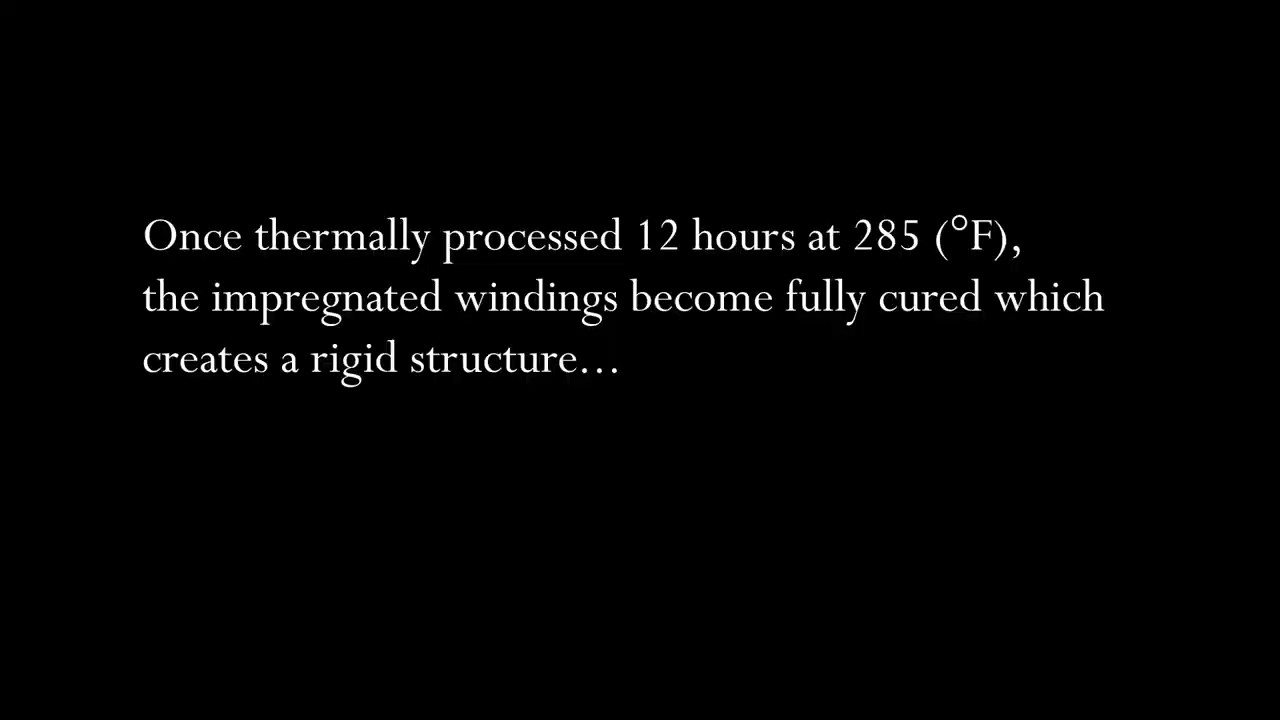 Once thermally processed 12 hours at 285 (°F),
the impregnated windings become fully cured which
creates a rigid structure…